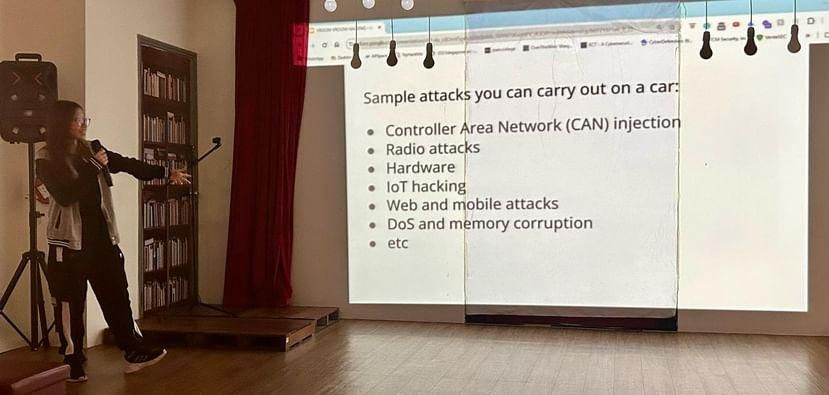 Sample attacks you can carry out on a car:
● Controller Area Network (CAN) injection
● Radio attacks
● Hardware
● IoT hacking
● Web and mobile attacks
● DoS and memory corruption
● etc